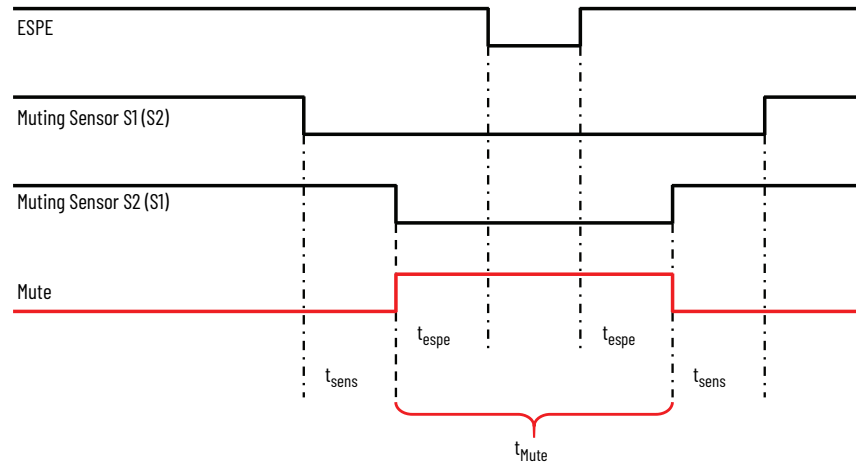 ESPE
Muting Sensor S1 (S2)
Muting Sensor S2 (S1)
Mute
tespe
tespe
tsens
tsens
tMute